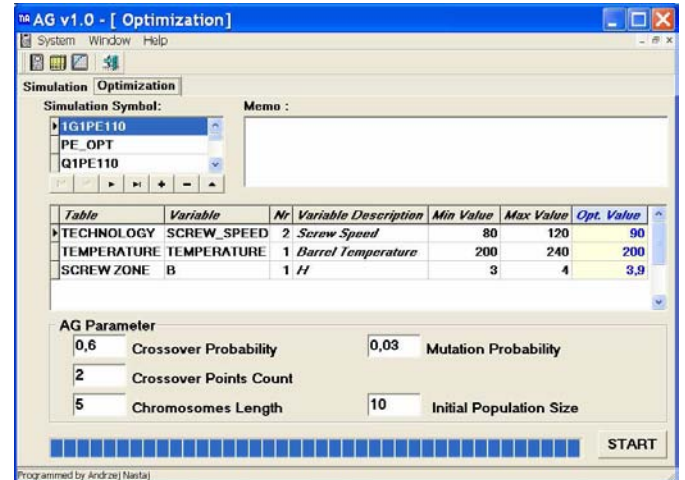 AG v1.0 - [ Optimization]
System Window Help
Simulation Optimization
Simulation Symbol: Memo :
1G1PE110
PE_OPT
Q1PE110
Table Variable Nr Variable Description Min Value Max Value Opt. Value
TECHNOLOGY SCREW_SPEED 2 Screw Speed 80 120 90
TEMPERATURE TEMPERATURE 1 Barrel Temperature 200 240 200
SCREW ZONE B 1 H 3 4 3,9
AG Parameter
0,6 Crossover Probability 0,03 Mutation Probability
2 Crossover Points Count
5 Chromosomes Length 10 Initial Population Size
START
Programmed by Andrzej Nastaj